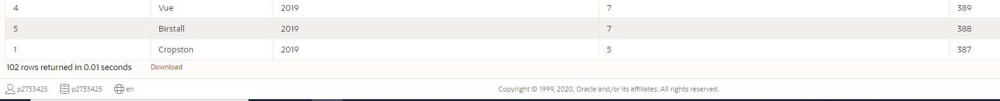 4 Vue 2019 7 389
5 Birstall 2019 7 388
1 Cropston 2019 5 387
102 rows returned in 0.01 seconds Download
p2733425 p2733425 en Copyright © 1999, 2020, Oracle and/or its affiliates. All rights reserved.